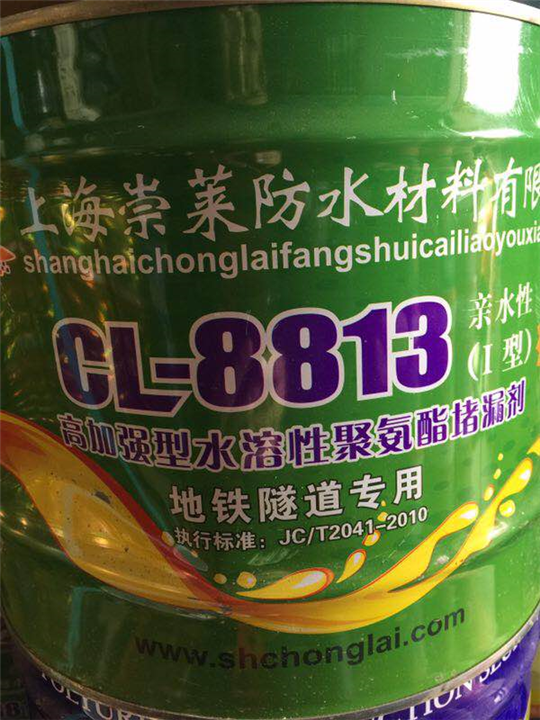 上海崇莱防水材料有限
shanghaichonglaifangshuicailiaoyouxia
CL-8813
亲水性
(I型)
高加强型水溶性聚氨酯堵漏剂
地铁隧道专用
执行标准：JC/T2041-2010
www.shchonglai.com